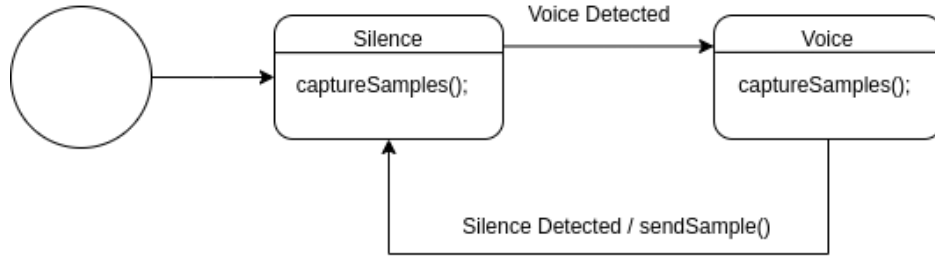 Voice Detected
Silence
Voice
captureSamples();
captureSamples();
Silence Detected / sendSample()